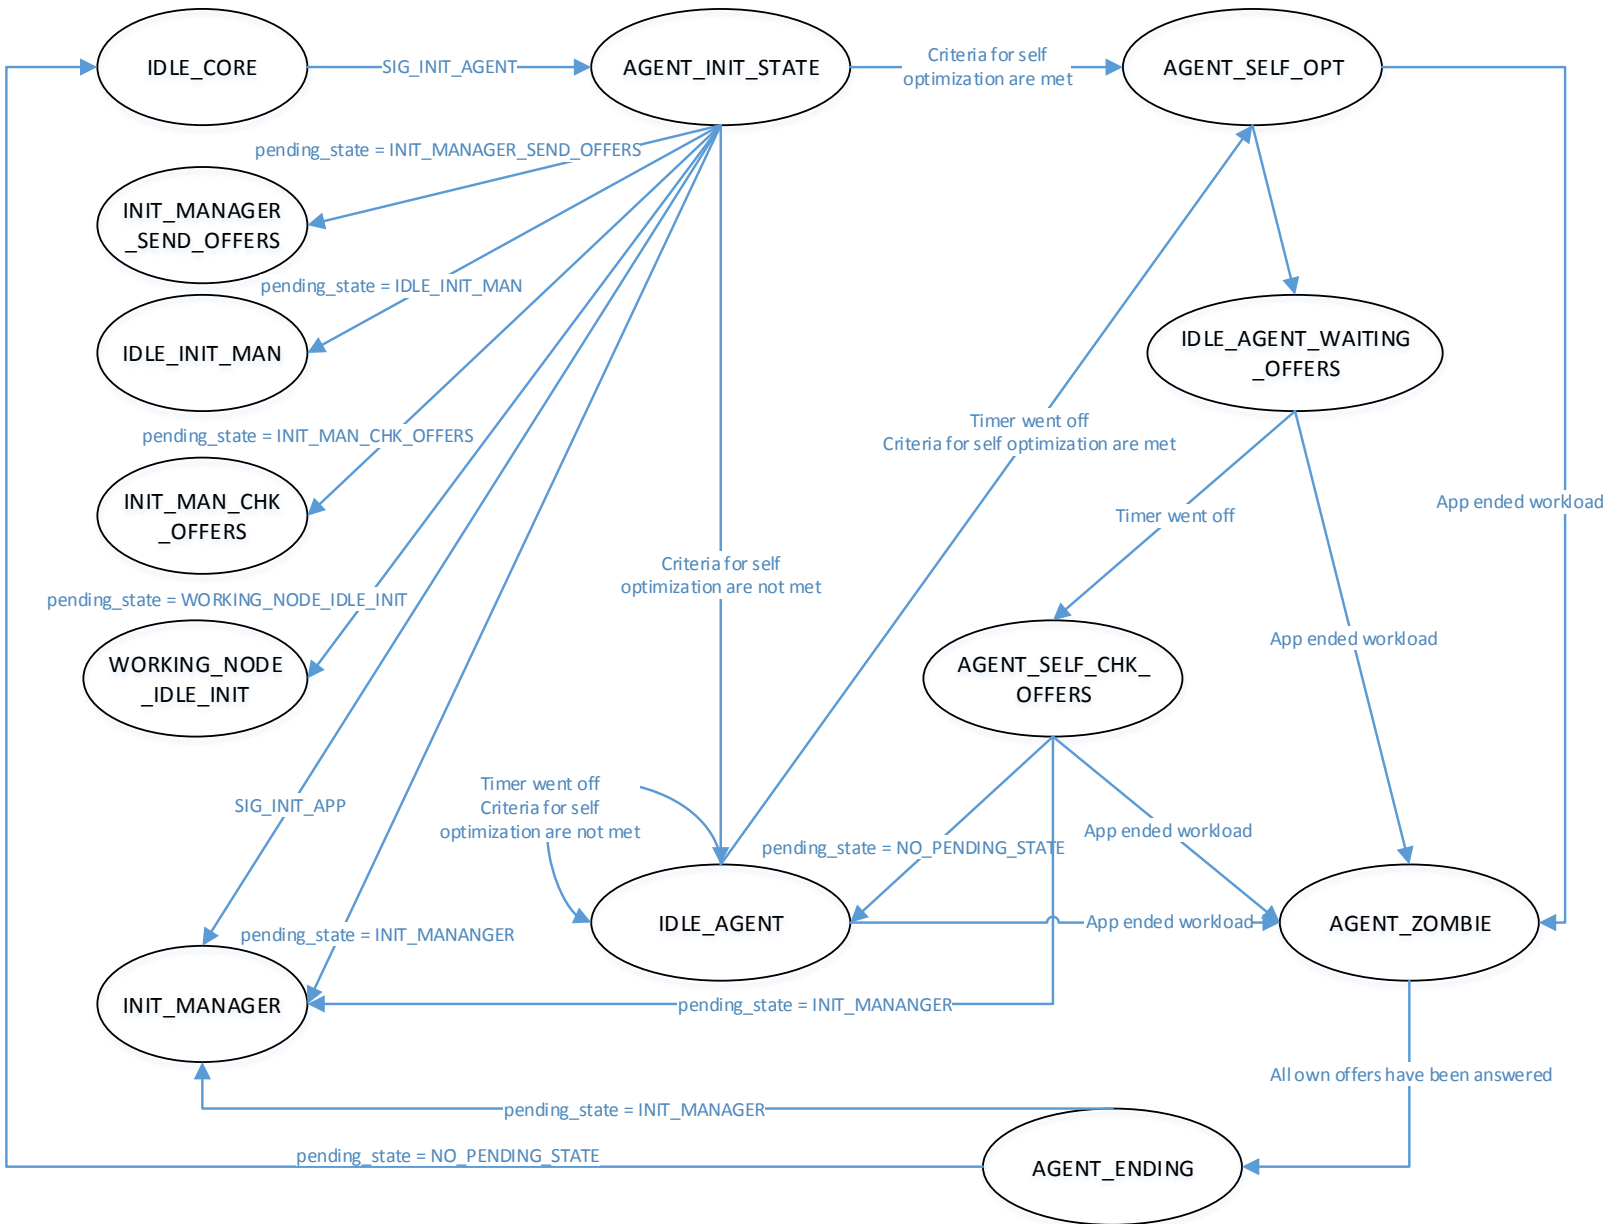 IDLE_CORE
SIG_INIT_AGENT
AGENT_INIT_STATE
Criteria for self
optimization are met
AGENT_SELF_OPT
pending_state = INIT_MANAGER_SEND_OFFERS
INIT_MANAGER
_SEND_OFFERS
pending_state = IDLE_INIT_MAN
IDLE_INIT_MAN
IDLE_AGENT_WAITING
_OFFERS
Timer went off
Criteria for self optimization are met
pending_state = INIT_MAN_CHK_OFFERS
INIT_MAN_CHK
_OFFERS
App ended workload
Timer went off
Criteria for self
optimization are not met
pending_state = WORKING_NODE_IDLE_INIT
WORKING_NODE
_IDLE_INIT
App ended workload
AGENT_SELF_CHK_
OFFERS
Timer went off
Criteria for self
optimization are not met
SIG_INIT_APP
App ended workload
pending_state = NO_PENDING_STATE
IDLE_AGENT
App ended workload
AGENT_ZOMBIE
pending_state = INIT_MANANGER
INIT_MANAGER
pending_state = INIT_MANANGER
All own offers have been answered
pending_state = INIT_MANAGER
pending_state = NO_PENDING_STATE
AGENT_ENDING